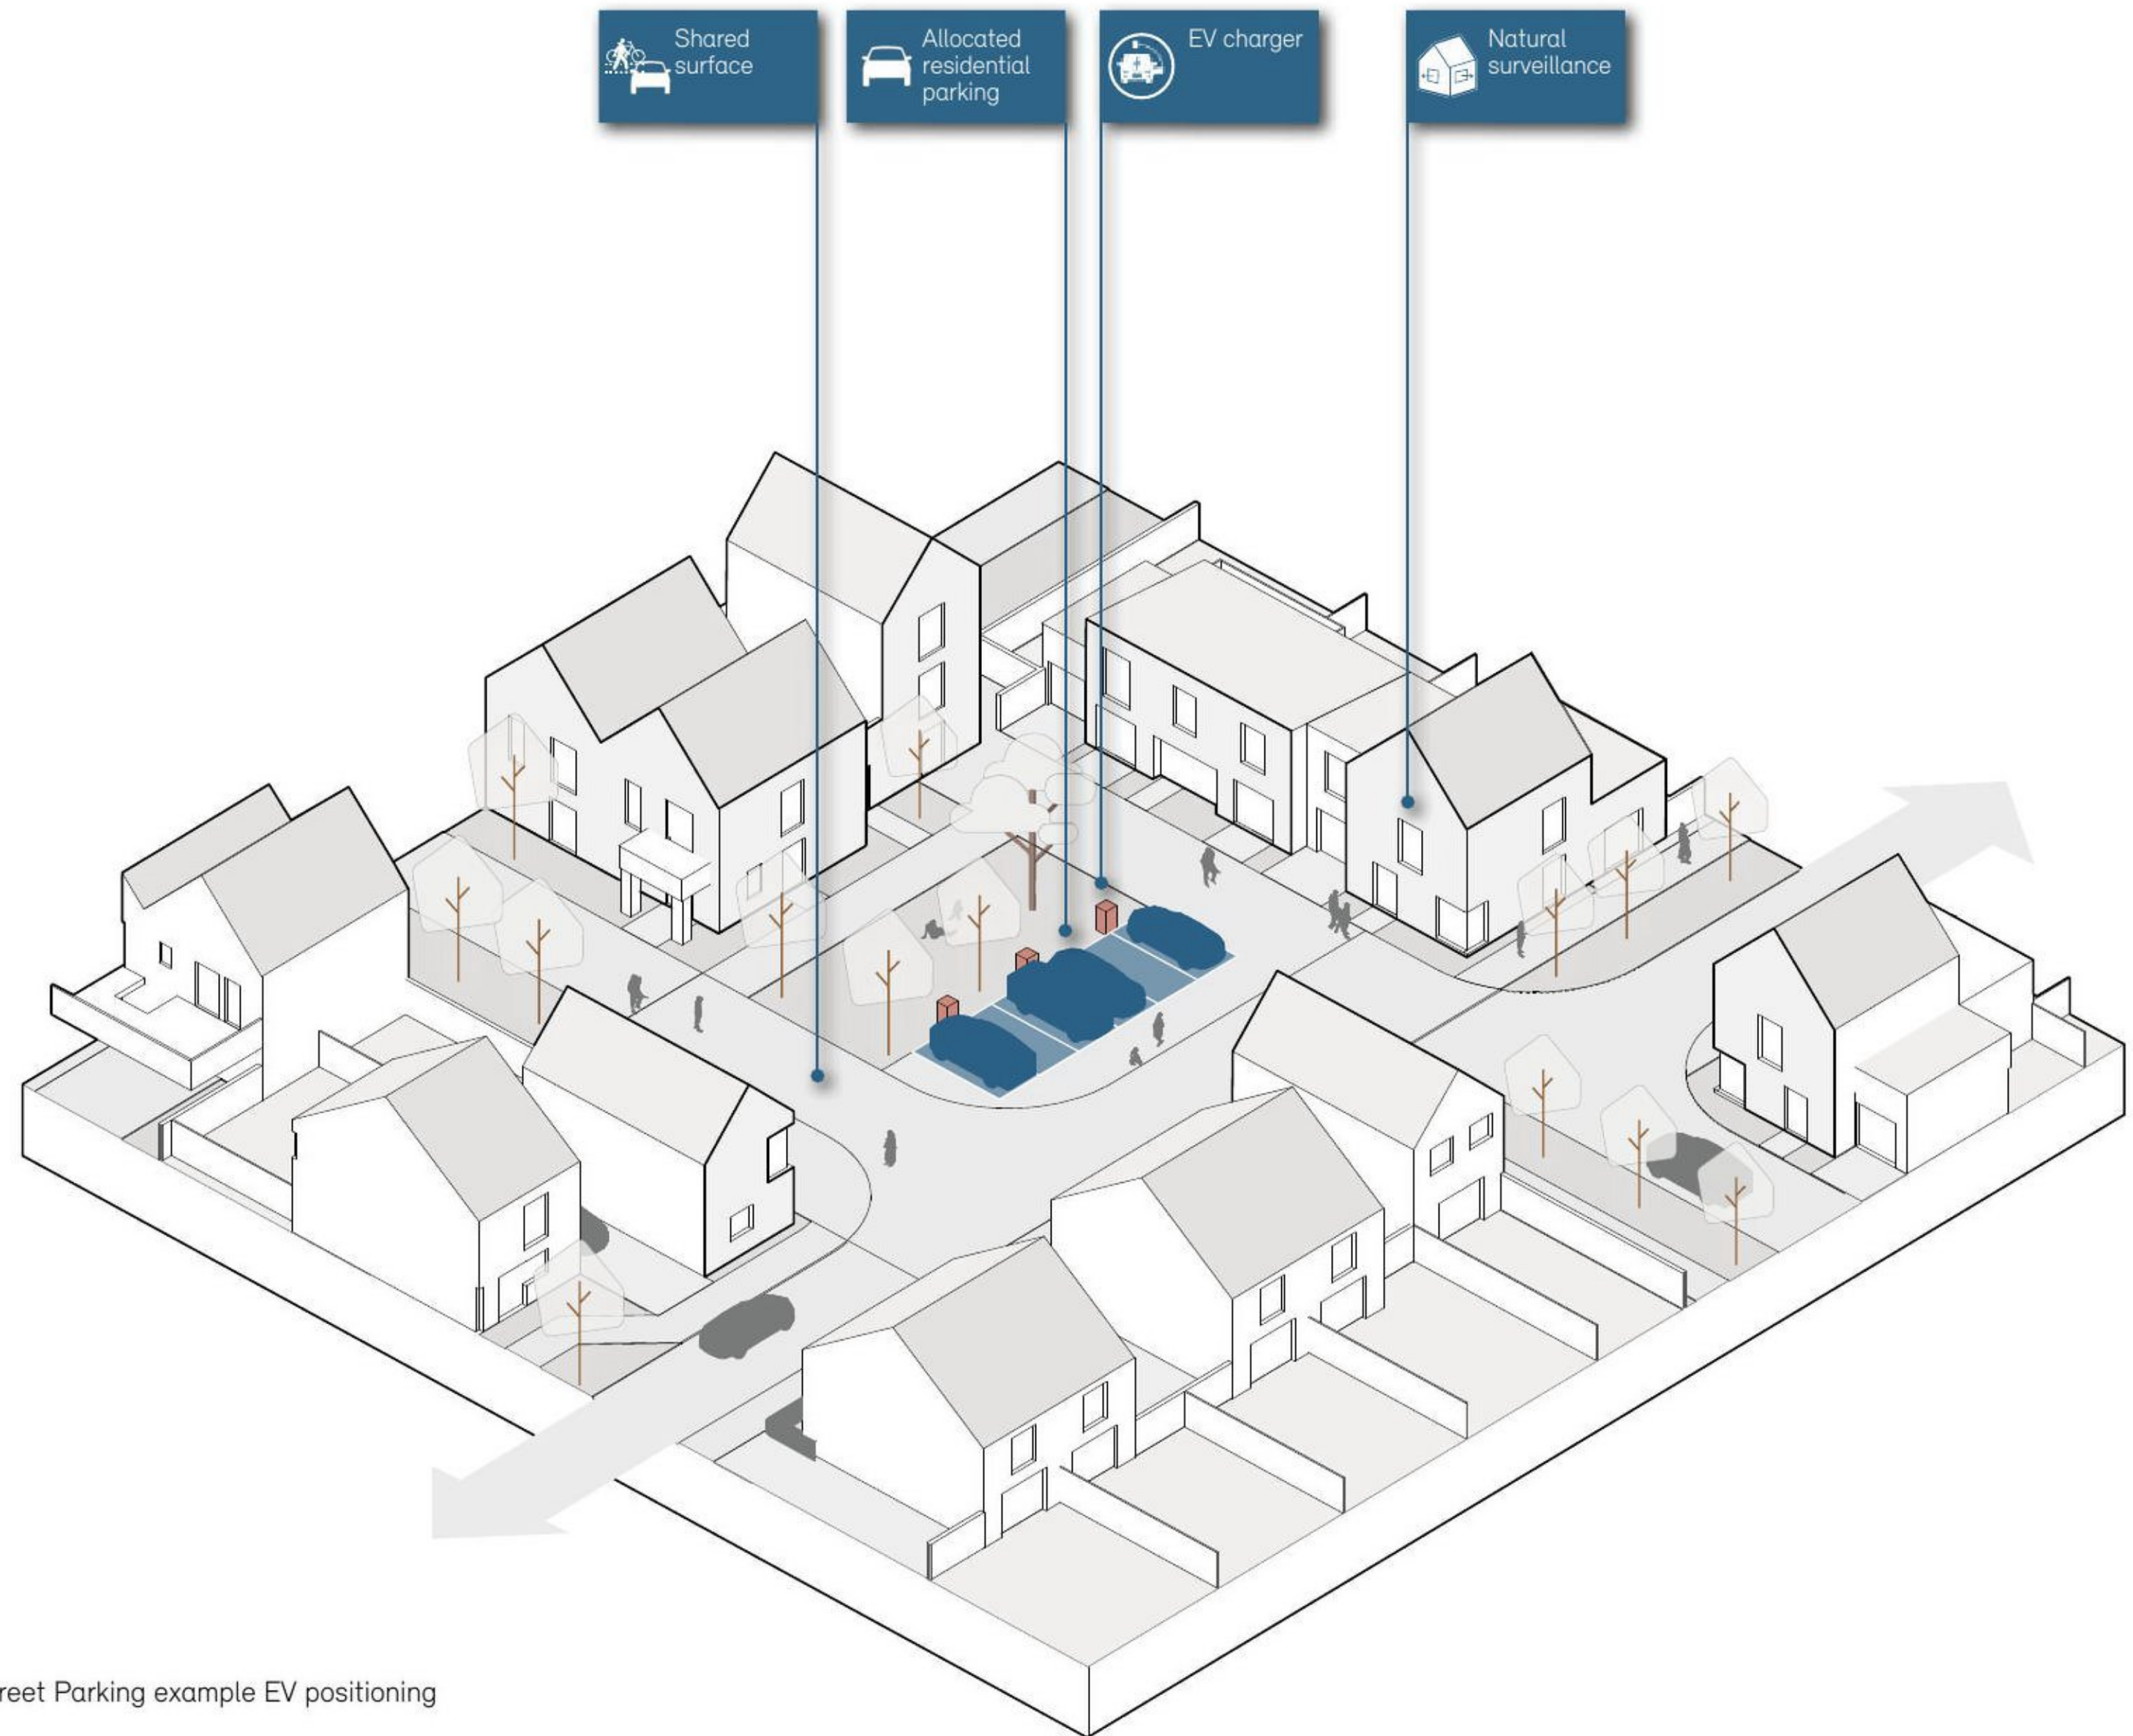 Shared
surface
Allocated
residential
parking
EV charger
Natural
surveillance
reet Parking example EV positioning